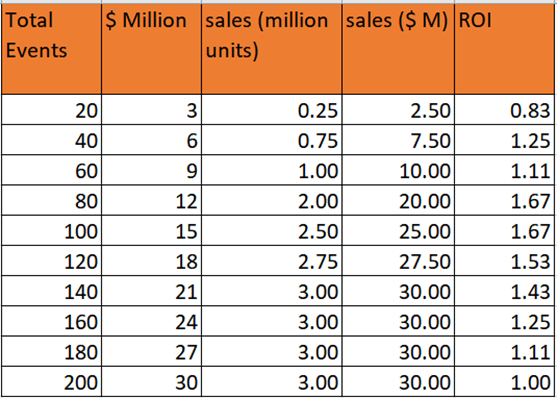 Total Events $ Million sales (million units) sales ($ M) ROI
20 3 0.25 2.50 0.83
40 6 0.75 7.50 1.25
60 9 1.00 10.00 1.11
80 12 2.00 20.00 1.67
100 15 2.50 25.00 1.67
120 18 2.75 27.50 1.53
140 21 3.00 30.00 1.43
160 24 3.00 30.00 1.25
180 27 3.00 30.00 1.11
200 30 3.00 30.00 1.00